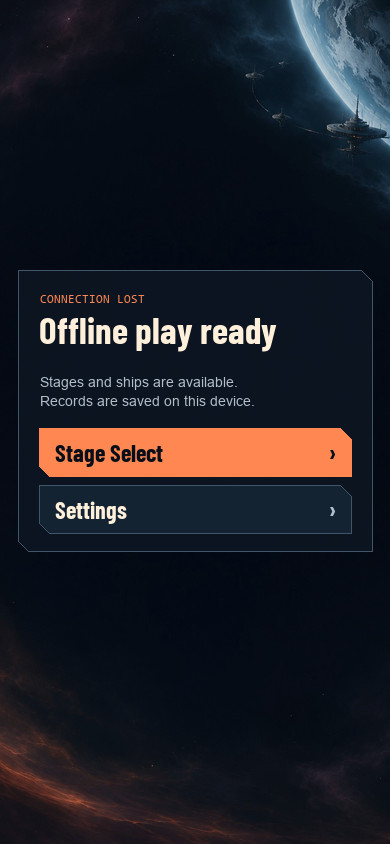 CONNECTION LOST
Offline play ready
Stages and ships are available.
Records are saved on this device.
Stage Select ›
Settings ›